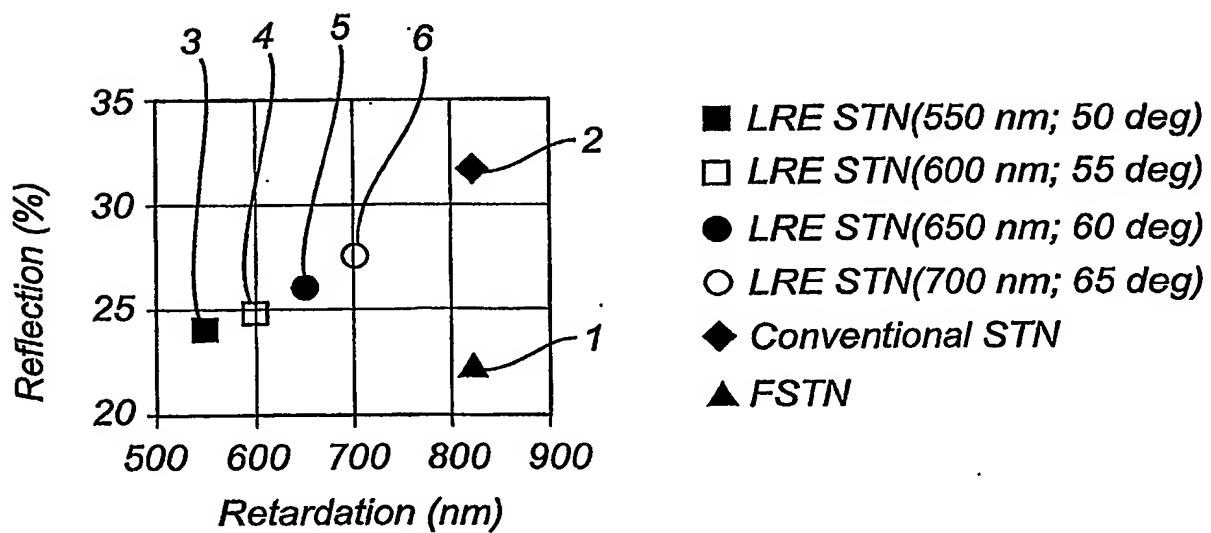 3 4 5 6
35
30
25
20
2
1
Reflection (%)
500 600 700 800 900
Retardation (nm)
■ LRE STN(550 nm; 50 deg)
□ LRE STN(600 nm; 55 deg)
● LRE STN(650 nm; 60 deg)
○ LRE STN(700 nm; 65 deg)
◆ Conventional STN
▲ FSTN